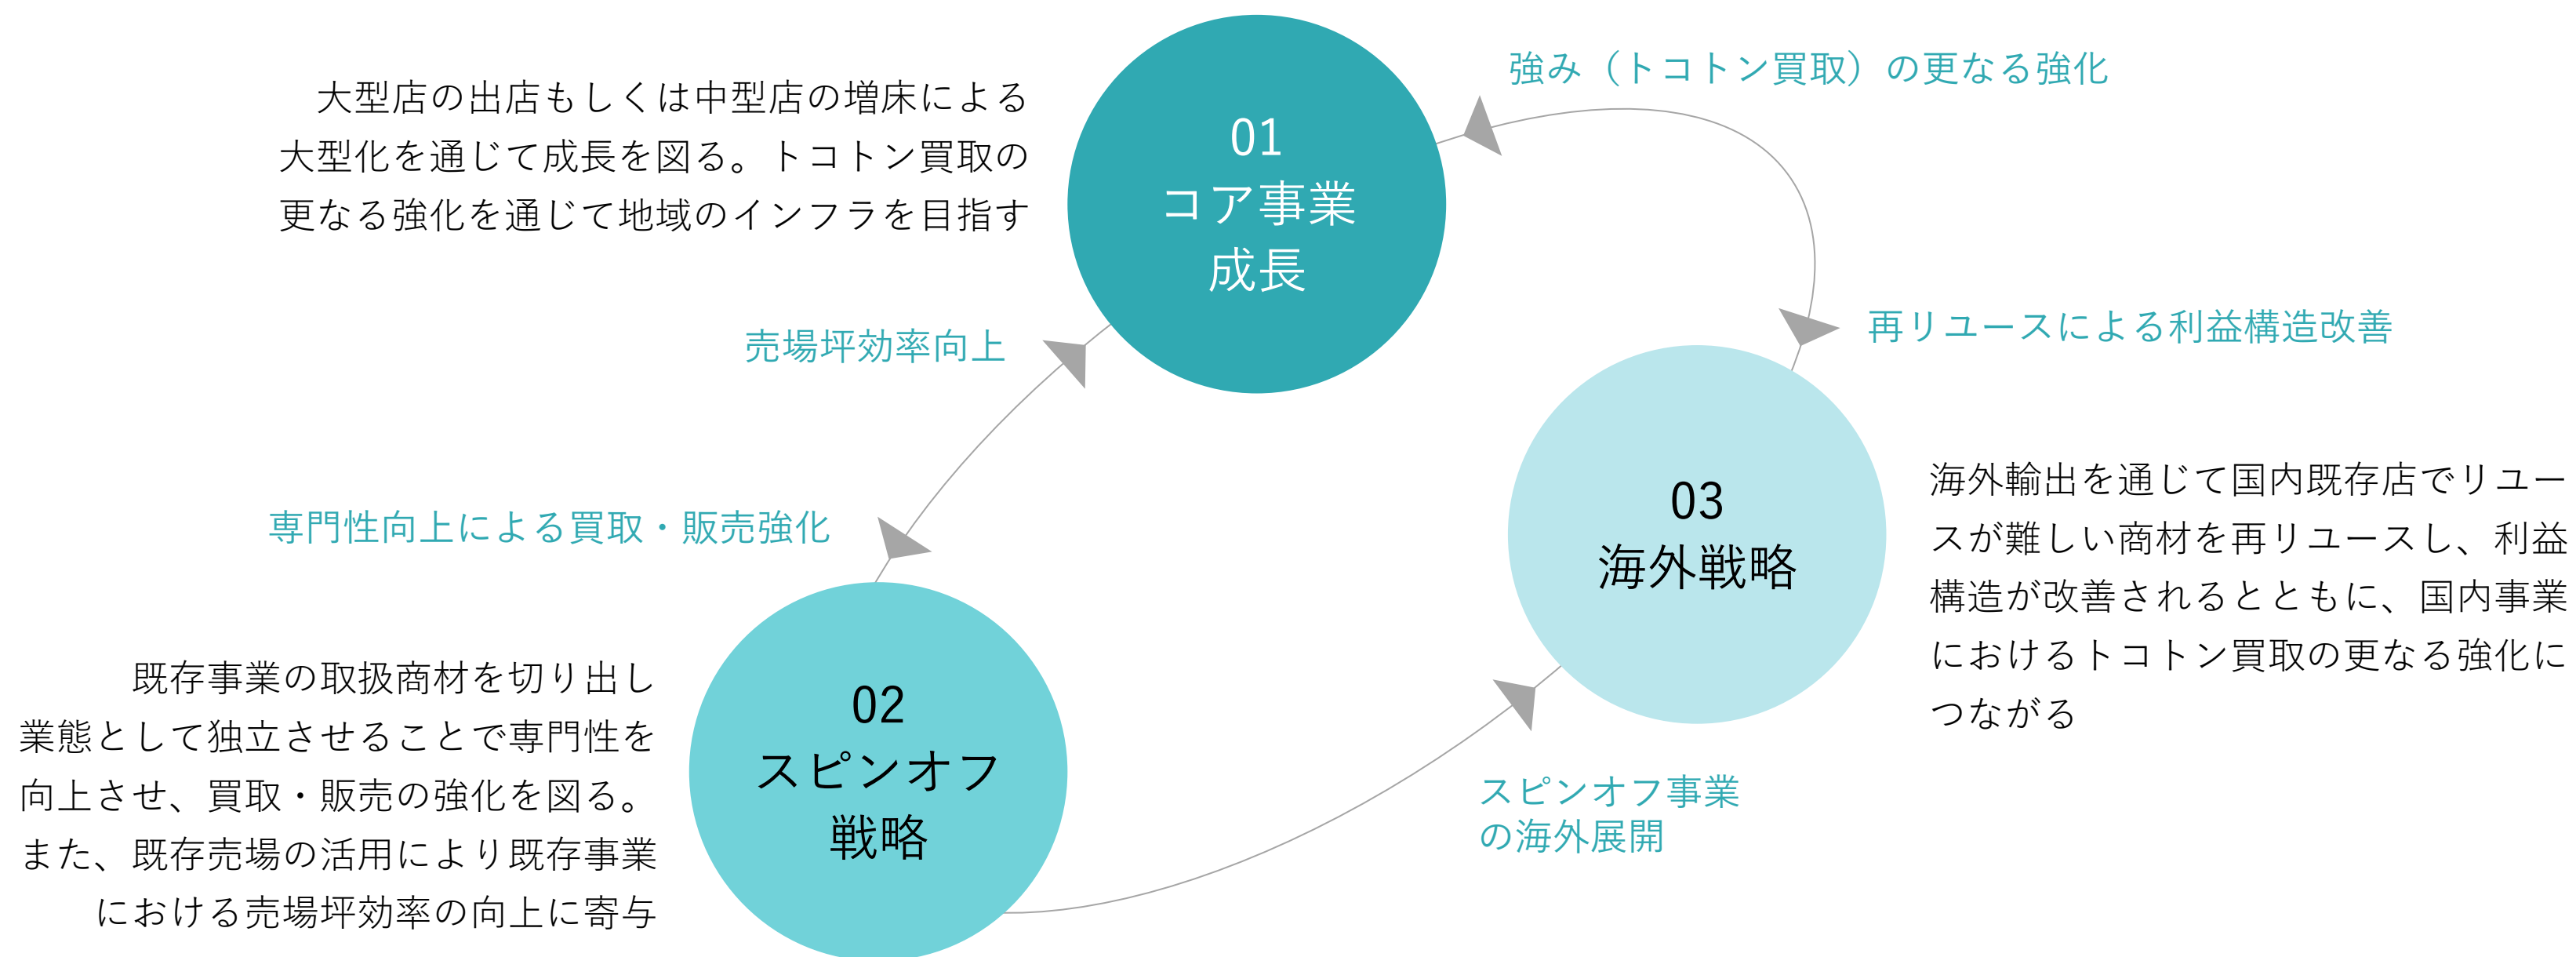 大型店の出店もしくは中型店の増床による
大型化を通じて成長を図る。トコトン買取の
更なる強化を通じて地域のインフラを目指す
01
コア事業
成長
強み（トコトン買取）の更なる強化
再リユースによる利益構造改善
売場坪効率向上
専門性向上による買取・販売強化
03
海外戦略
海外輸出を通じて国内既存店でリユー
スが難しい商材を再リユースし、利益
構造が改善されるとともに、国内事業
におけるトコトン買取の更なる強化に
つながる
既存事業の取扱商材を切り出し
業態として独立させることで専門性を
向上させ、買取・販売の強化を図る。
また、既存売場の活用により既存事業
における売場坪効率の向上に寄与
02
スピンオフ
戦略
スピンオフ事業
の海外展開